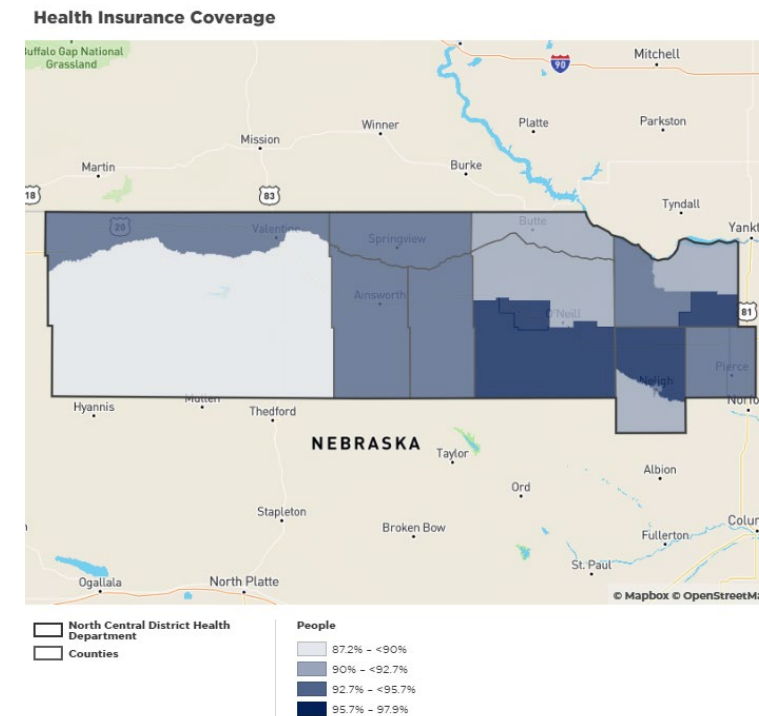 Health Insurance Coverage
Buffalo Gap National
Grassland
90
Mitchell
Winner
Platte
Parkston
Mission
Martin
Burke
18
83
Tyndall
20
Valentine
Butte
Yankt
Springview
Ainsworth
O'Neill
81
Pierce
Neligh
Hyannis
Mullen
Thedford
Norfo
NEBRASKA
Taylor
Albion
Ord
Stapleton
Broken Bow
Fullerton
Colum
St. Paul
Ogallala
North Platte
© Mapbox © OpenStreetMa
North Central District Health
Department
Counties
People
87.2% – <90%
90% – <92.7%
92.7% – <95.7%
95.7% – 97.9%